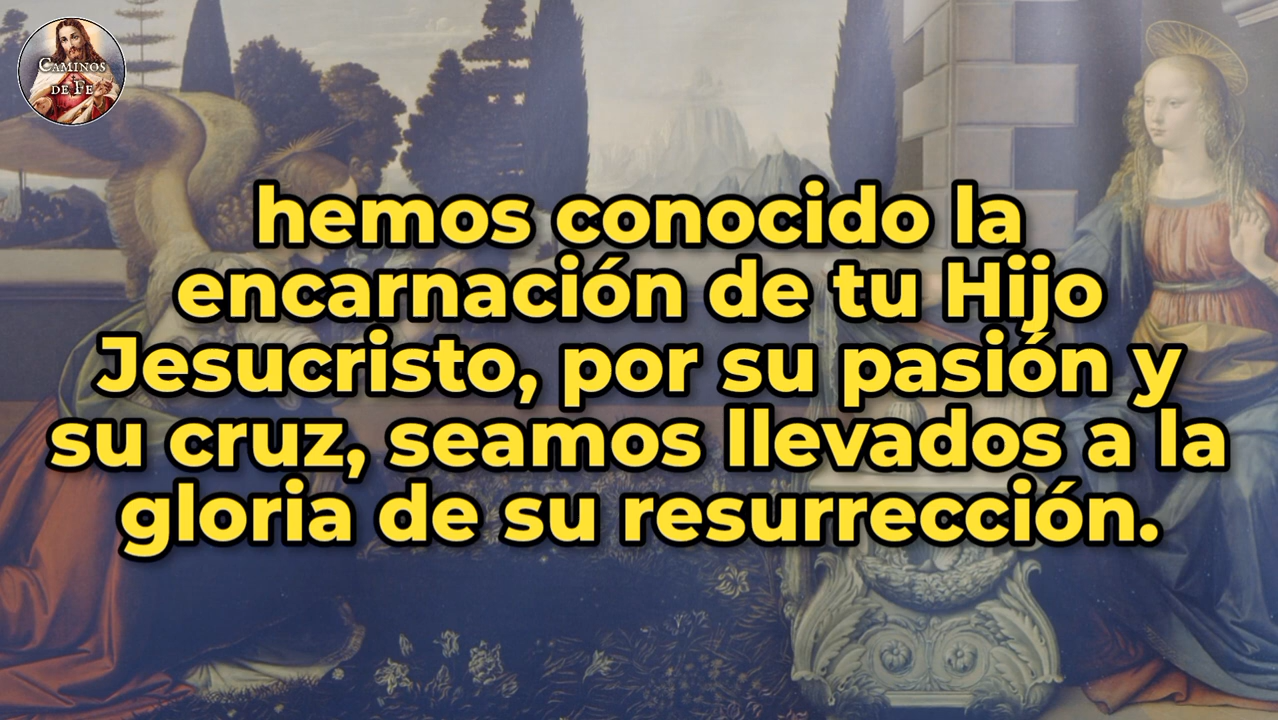 CAMINOS
DE FE
hemos conocido la
encarnación de tu Hijo
Jesucristo, por su pasión y
su cruz, seamos llevados a la
gloria de su resurrección.